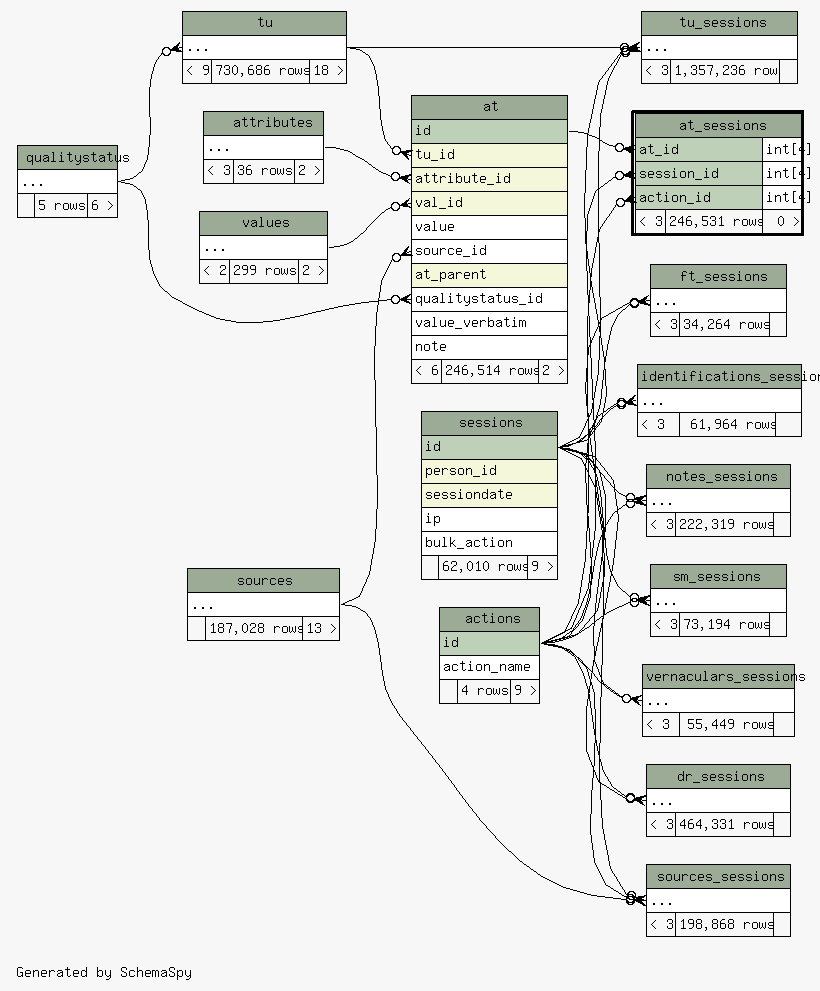 tu
...
< 9 730,686 rows 18 >
tu_sessions
...
< 3 1,357,236 row
attributes
...
< 3 36 rows 2 >
at
id
tu_id
attribute_id
val_id
value
source_id
at_parent
qualitystatus_id
value_verbatim
note
< 6 246,514 rows 2 >
at_sessions
at_id int[4]
session_id int[4]
action_id int[4]
< 3 246,531 rows 0 >
qualitystatus
...
5 rows 6 >
values
...
< 2 299 rows 2 >
ft_sessions
...
< 3 34,264 rows
identifications_session
...
< 3 61,964 rows
sessions
id
person_id
sessiondate
ip
bulk_action
62,010 rows 9 >
notes_sessions
...
< 3 222,319 rows
sources
...
187,028 rows 13 >
sm_sessions
...
< 3 73,194 rows
actions
id
action_name
4 rows 9 >
vernaculars_sessions
...
< 3 55,449 rows
dr_sessions
...
< 3 464,331 rows
sources_sessions
...
< 3 198,868 rows
Generated by SchemaSpy